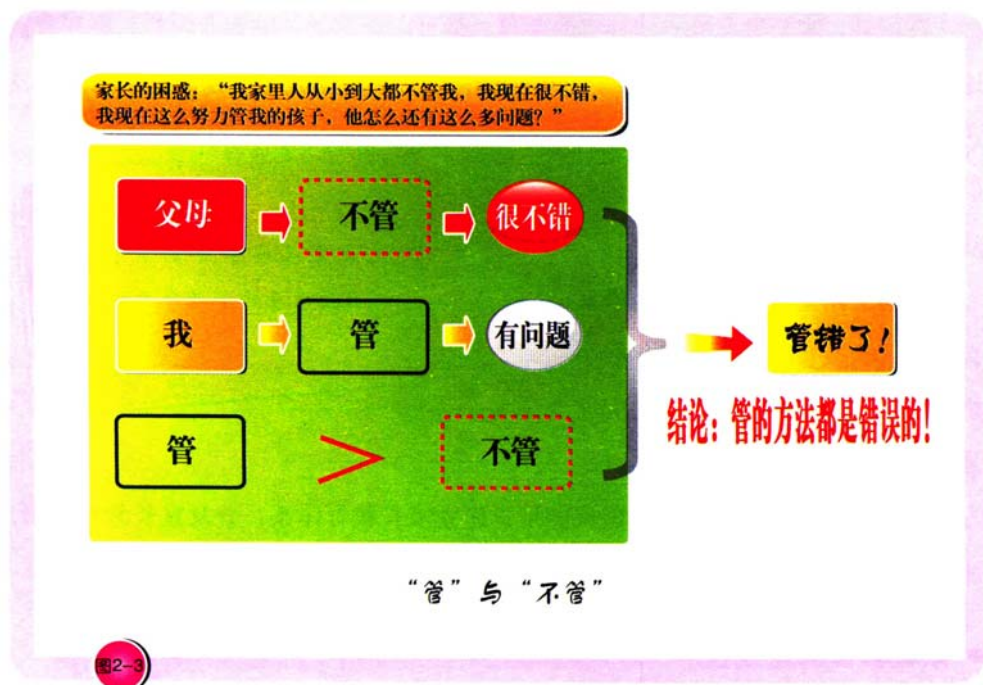 家长的困惑：“我家里人从小到大都不管我，我现在很不错，
我现在这么努力管我的孩子，他怎么还有这么多问题？”
父母
不管
很不错
我
管
有问题
管 > 不管
管错了！
结论：管的方法都是错误的！
“管”与“不管”
图2-3